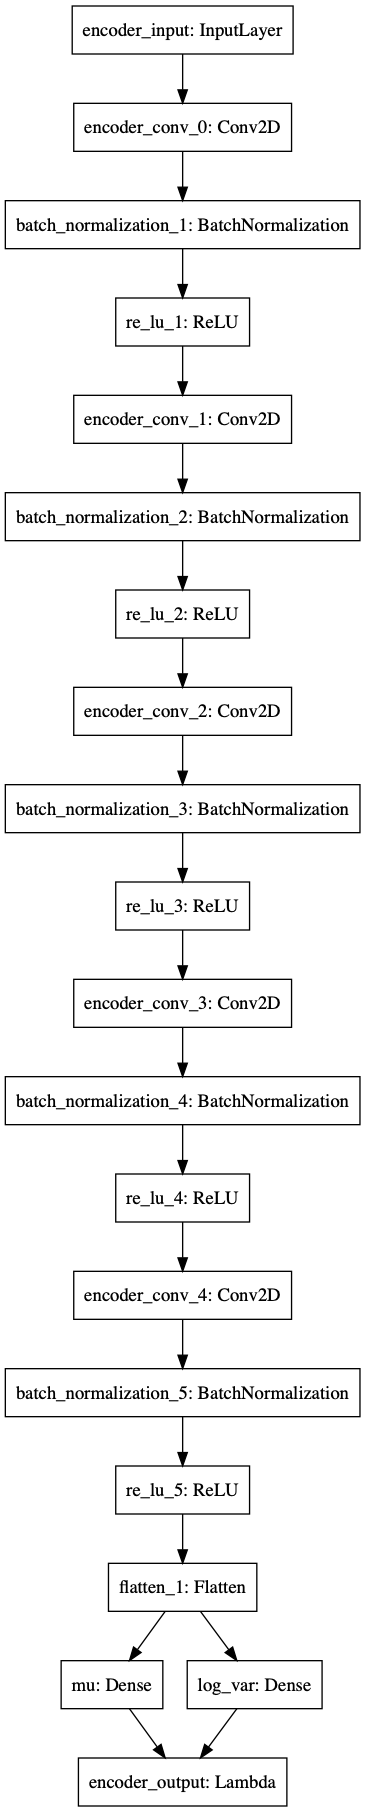 encoder_input: InputLayer
encoder_conv_0: Conv2D
batch_normalization_1: BatchNormalization
re_lu_1: ReLU
encoder_conv_1: Conv2D
batch_normalization_2: BatchNormalization
re_lu_2: ReLU
encoder_conv_2: Conv2D
batch_normalization_3: BatchNormalization
re_lu_3: ReLU
encoder_conv_3: Conv2D
batch_normalization_4: BatchNormalization
re_lu_4: ReLU
encoder_conv_4: Conv2D
batch_normalization_5: BatchNormalization
re_lu_5: ReLU
flatten_1: Flatten
mu: Dense
log_var: Dense
encoder_output: Lambda